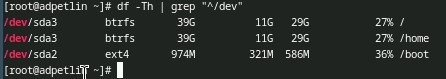 [root@adpetlin ~]# df -Th | grep "^/dev"
/dev/sda3 btrfs 39G 11G 29G 27% /
/dev/sda3 btrfs 39G 11G 29G 27% /home
/dev/sda2 ext4 974M 321M 586M 36% /boot
[root@adpetlin ~]#